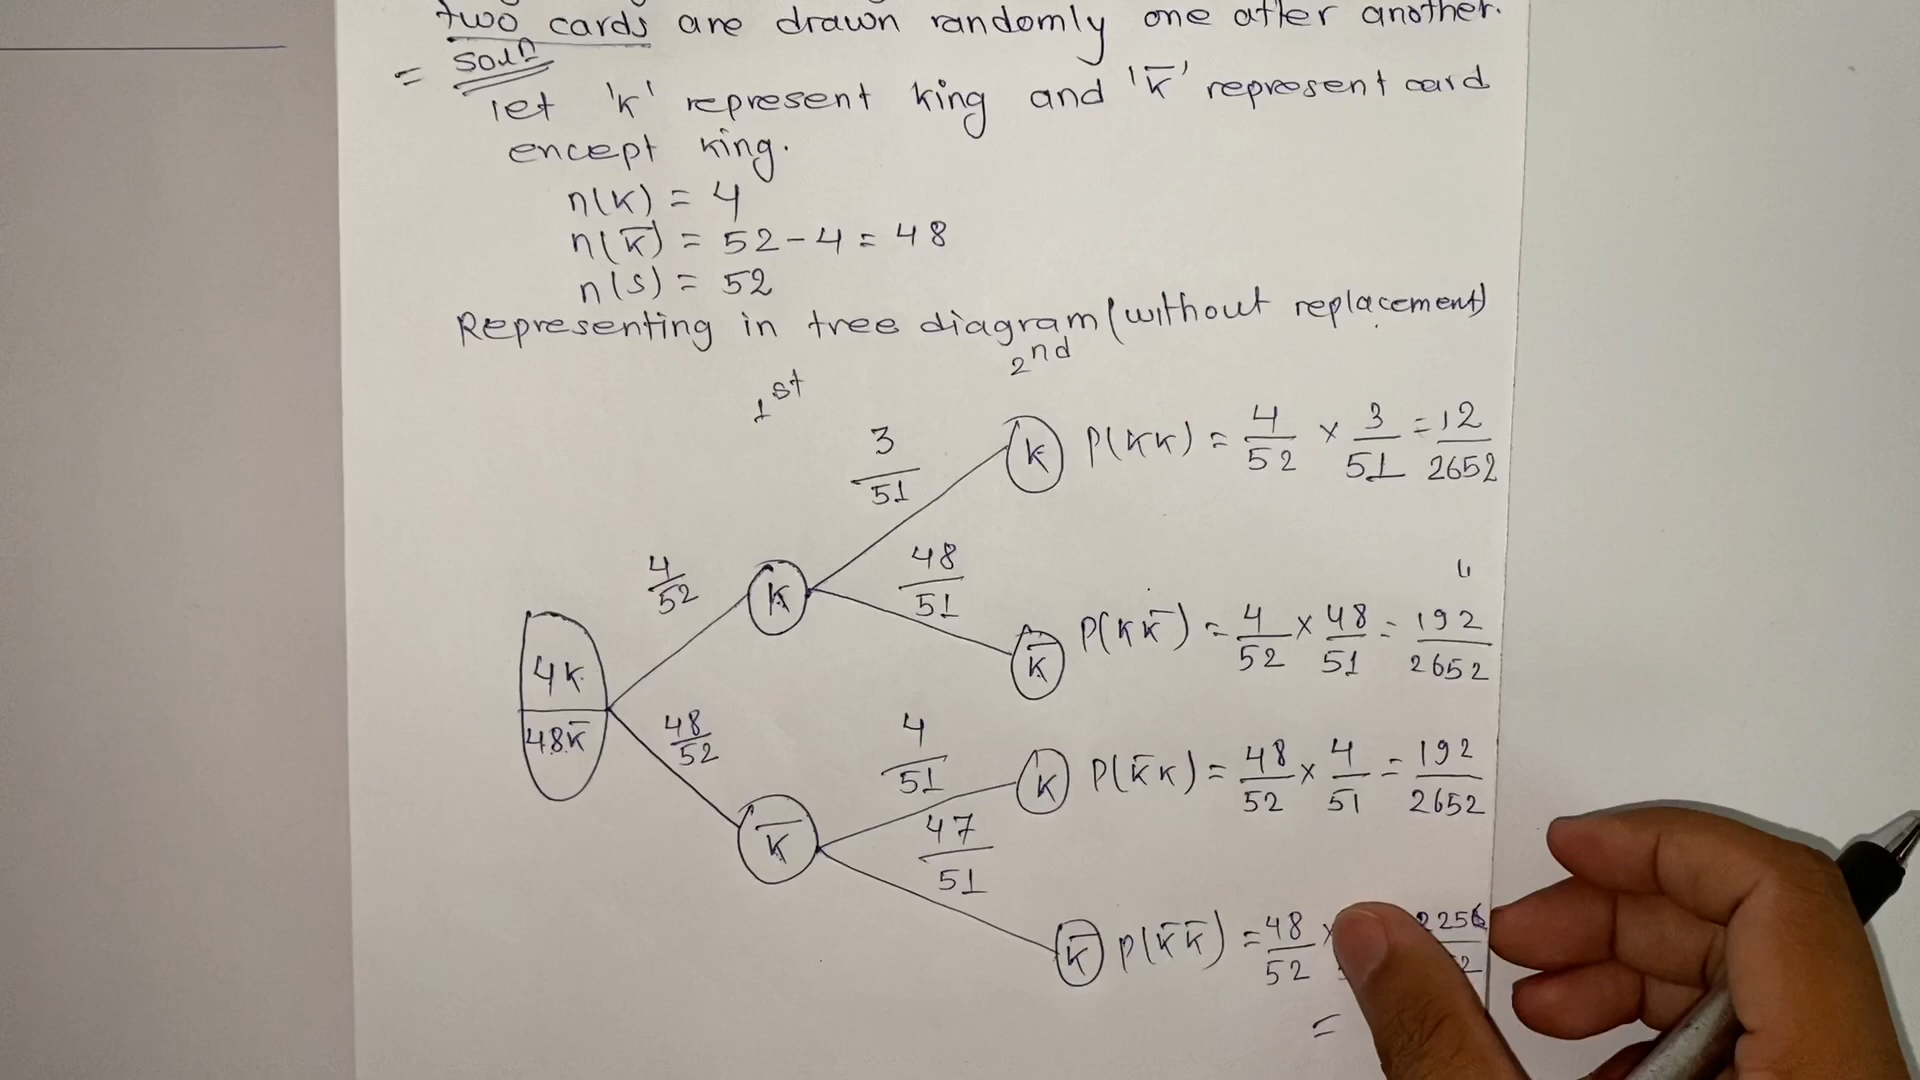 two cards are drawn randomly one after another.
= Solⁿ
let 'K' represent king and 'K̅' represent card
encept king.
n(K) = 4
n(K̅) = 52-4 = 48
n(s) = 52
Representing in tree diagram (without replacement)
1st 2nd
3/51 K P(KK) = 4/52 × 3/51 = 12/2652
4/52 K 48/51
K̅ P(KK̅) = 4/52 × 48/51 = 192/2652
4K
48K̅
48/52 4/51 K P(K̅K) = 48/52 × 4/51 = 192/2652
K̅ 47/51
K̅ P(K̅K̅) = 48/52 × 2256
=